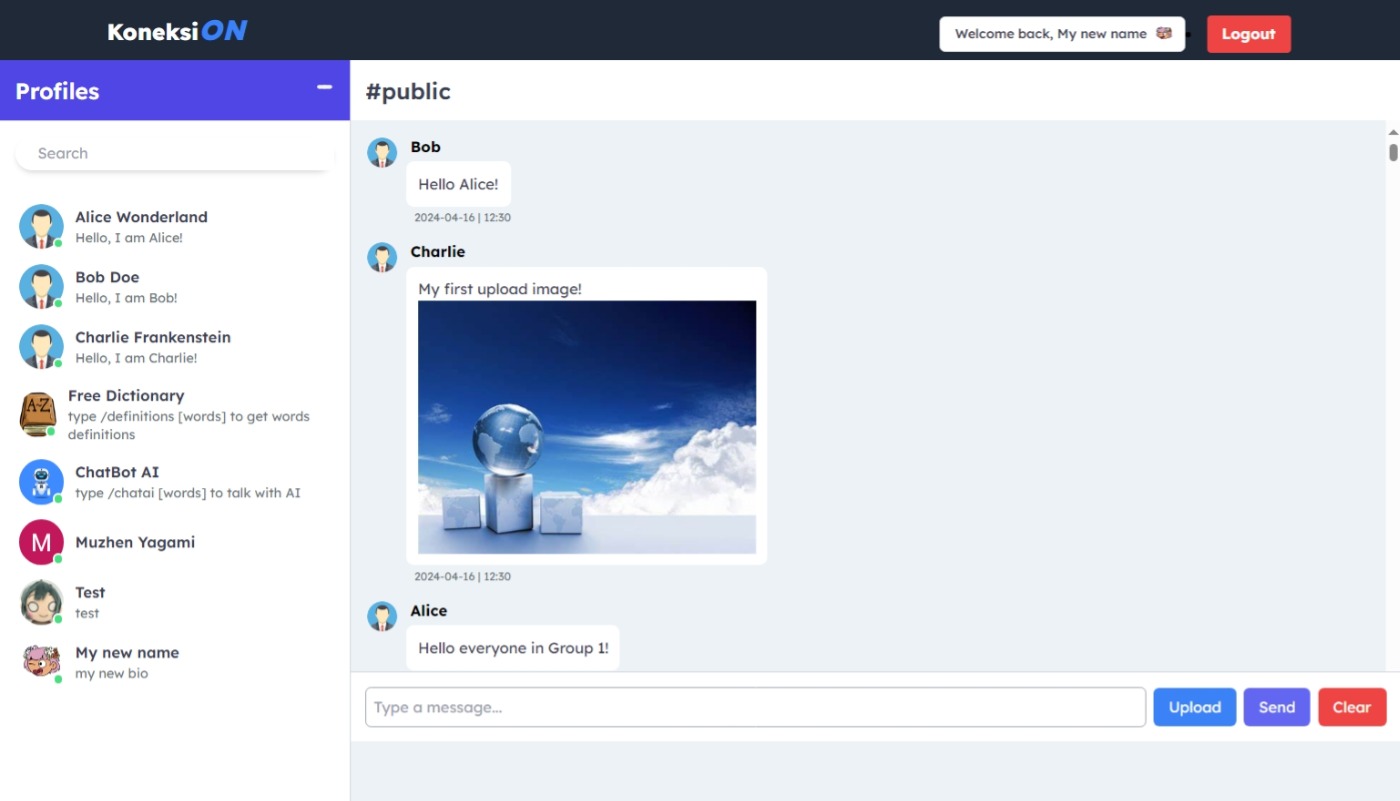 KoneksiON
Welcome back, My new name
Logout
Profiles
#public
Search
Alice Wonderland
Hello, I am Alice!
Bob Doe
Hello, I am Bob!
Charlie Frankenstein
Hello, I am Charlie!
A-Z
Free Dictionary
type /definitions [words] to get words
definitions
ChatBot AI
type /chatai [words] to talk with AI
M
Muzhen Yagami
Test
test
My new name
my new bio
Bob
Hello Alice!
2024-04-16 | 12:30
Charlie
My first upload image!
2024-04-16 | 12:30
Alice
Hello everyone in Group 1!
Type a message...
Upload
Send
Clear